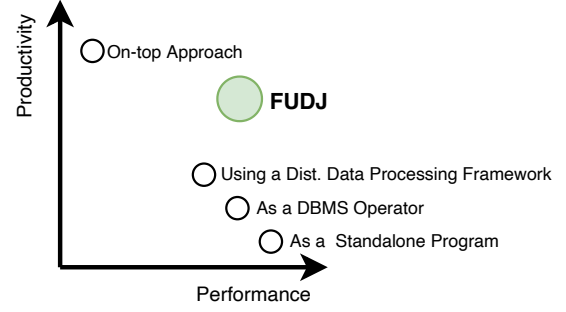 Productivity
On-top Approach
FUDJ
Using a Dist. Data Processing Framework
As a DBMS Operator
As a Standalone Program
Performance